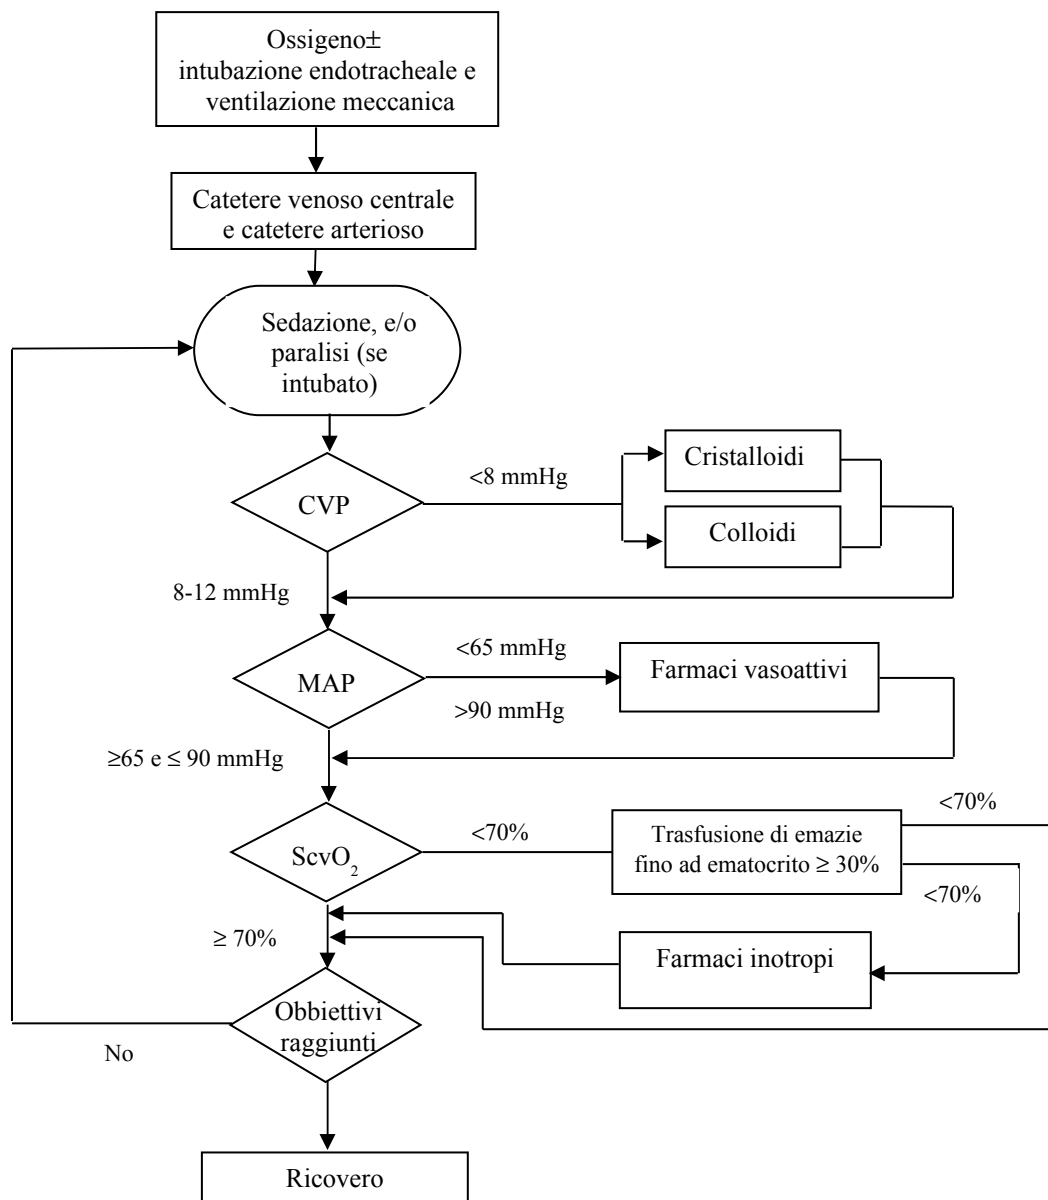 Ossigeno±
intubazione endotracheale e
ventilazione meccanica
Catetere venoso centrale
e catetere arterioso
Sedazione, e/o
paralisi (se
intubato)
CVP
<8 mmHg
Cristalloidi
Colloidi
8-12 mmHg
MAP
<65 mmHg
>90 mmHg
Farmaci vasoattivi
≥65 e ≤ 90 mmHg
ScvO₂
<70%
Trasfusione di emazie
fino ad ematocrito ≥ 30%
<70%
<70%
≥ 70%
Farmaci inotropi
Obbiettivi
raggiunti
No
Ricovero